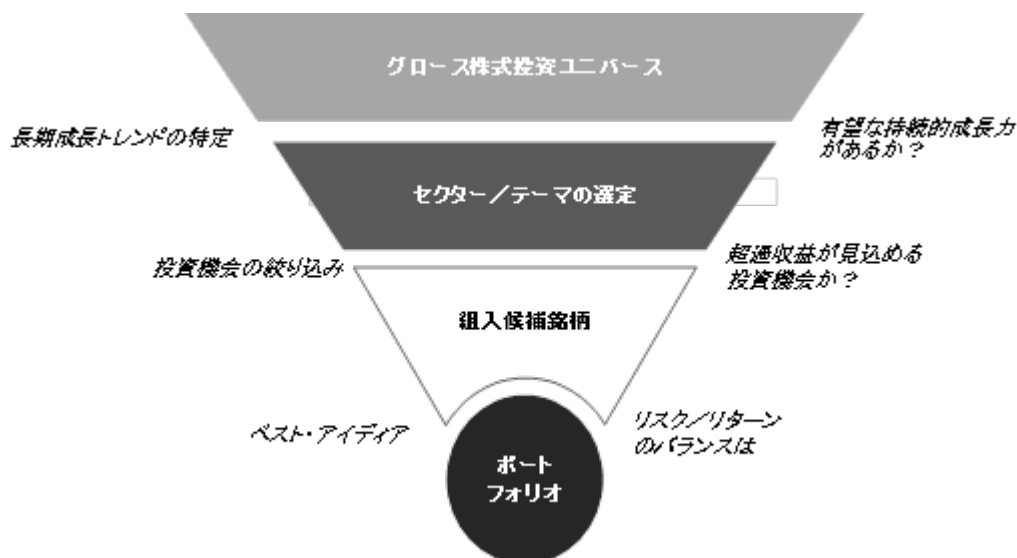 グロース株式投資ユニバース
長期成長トレンドの特定
有望な持続的成長力
があるか？
セクター／テーマの選定
投資機会の絞り込み
超過収益が見込める
投資機会か？
組入候補銘柄
ベスト・アイディア
リスク／リターン
のバランスは
ポート
フォリオ